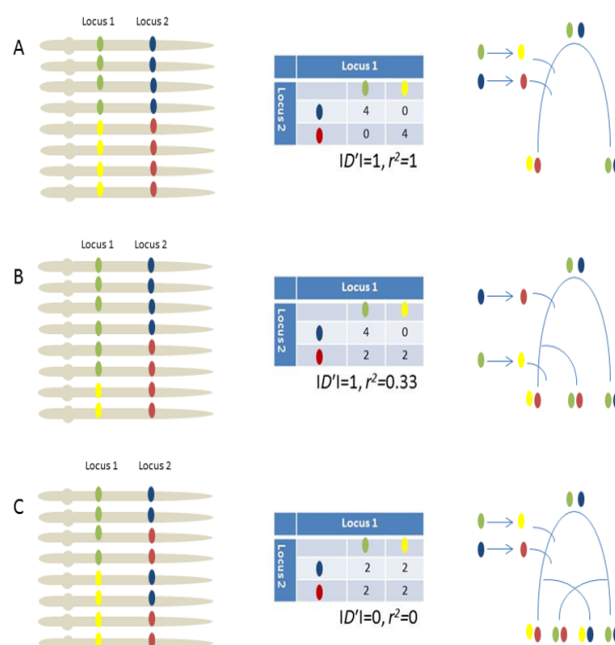 Locus 1 Locus 2
A
Locus 1
Locus 2
4 0
0 4
|D'|=1, r²=1
Locus 1 Locus 2
B
Locus 1
Locus 2
4 0
2 2
|D'|=1, r²=0.33
Locus 1 Locus 2
C
Locus 1
Locus 2
2 2
2 2
|D'|=0, r²=0